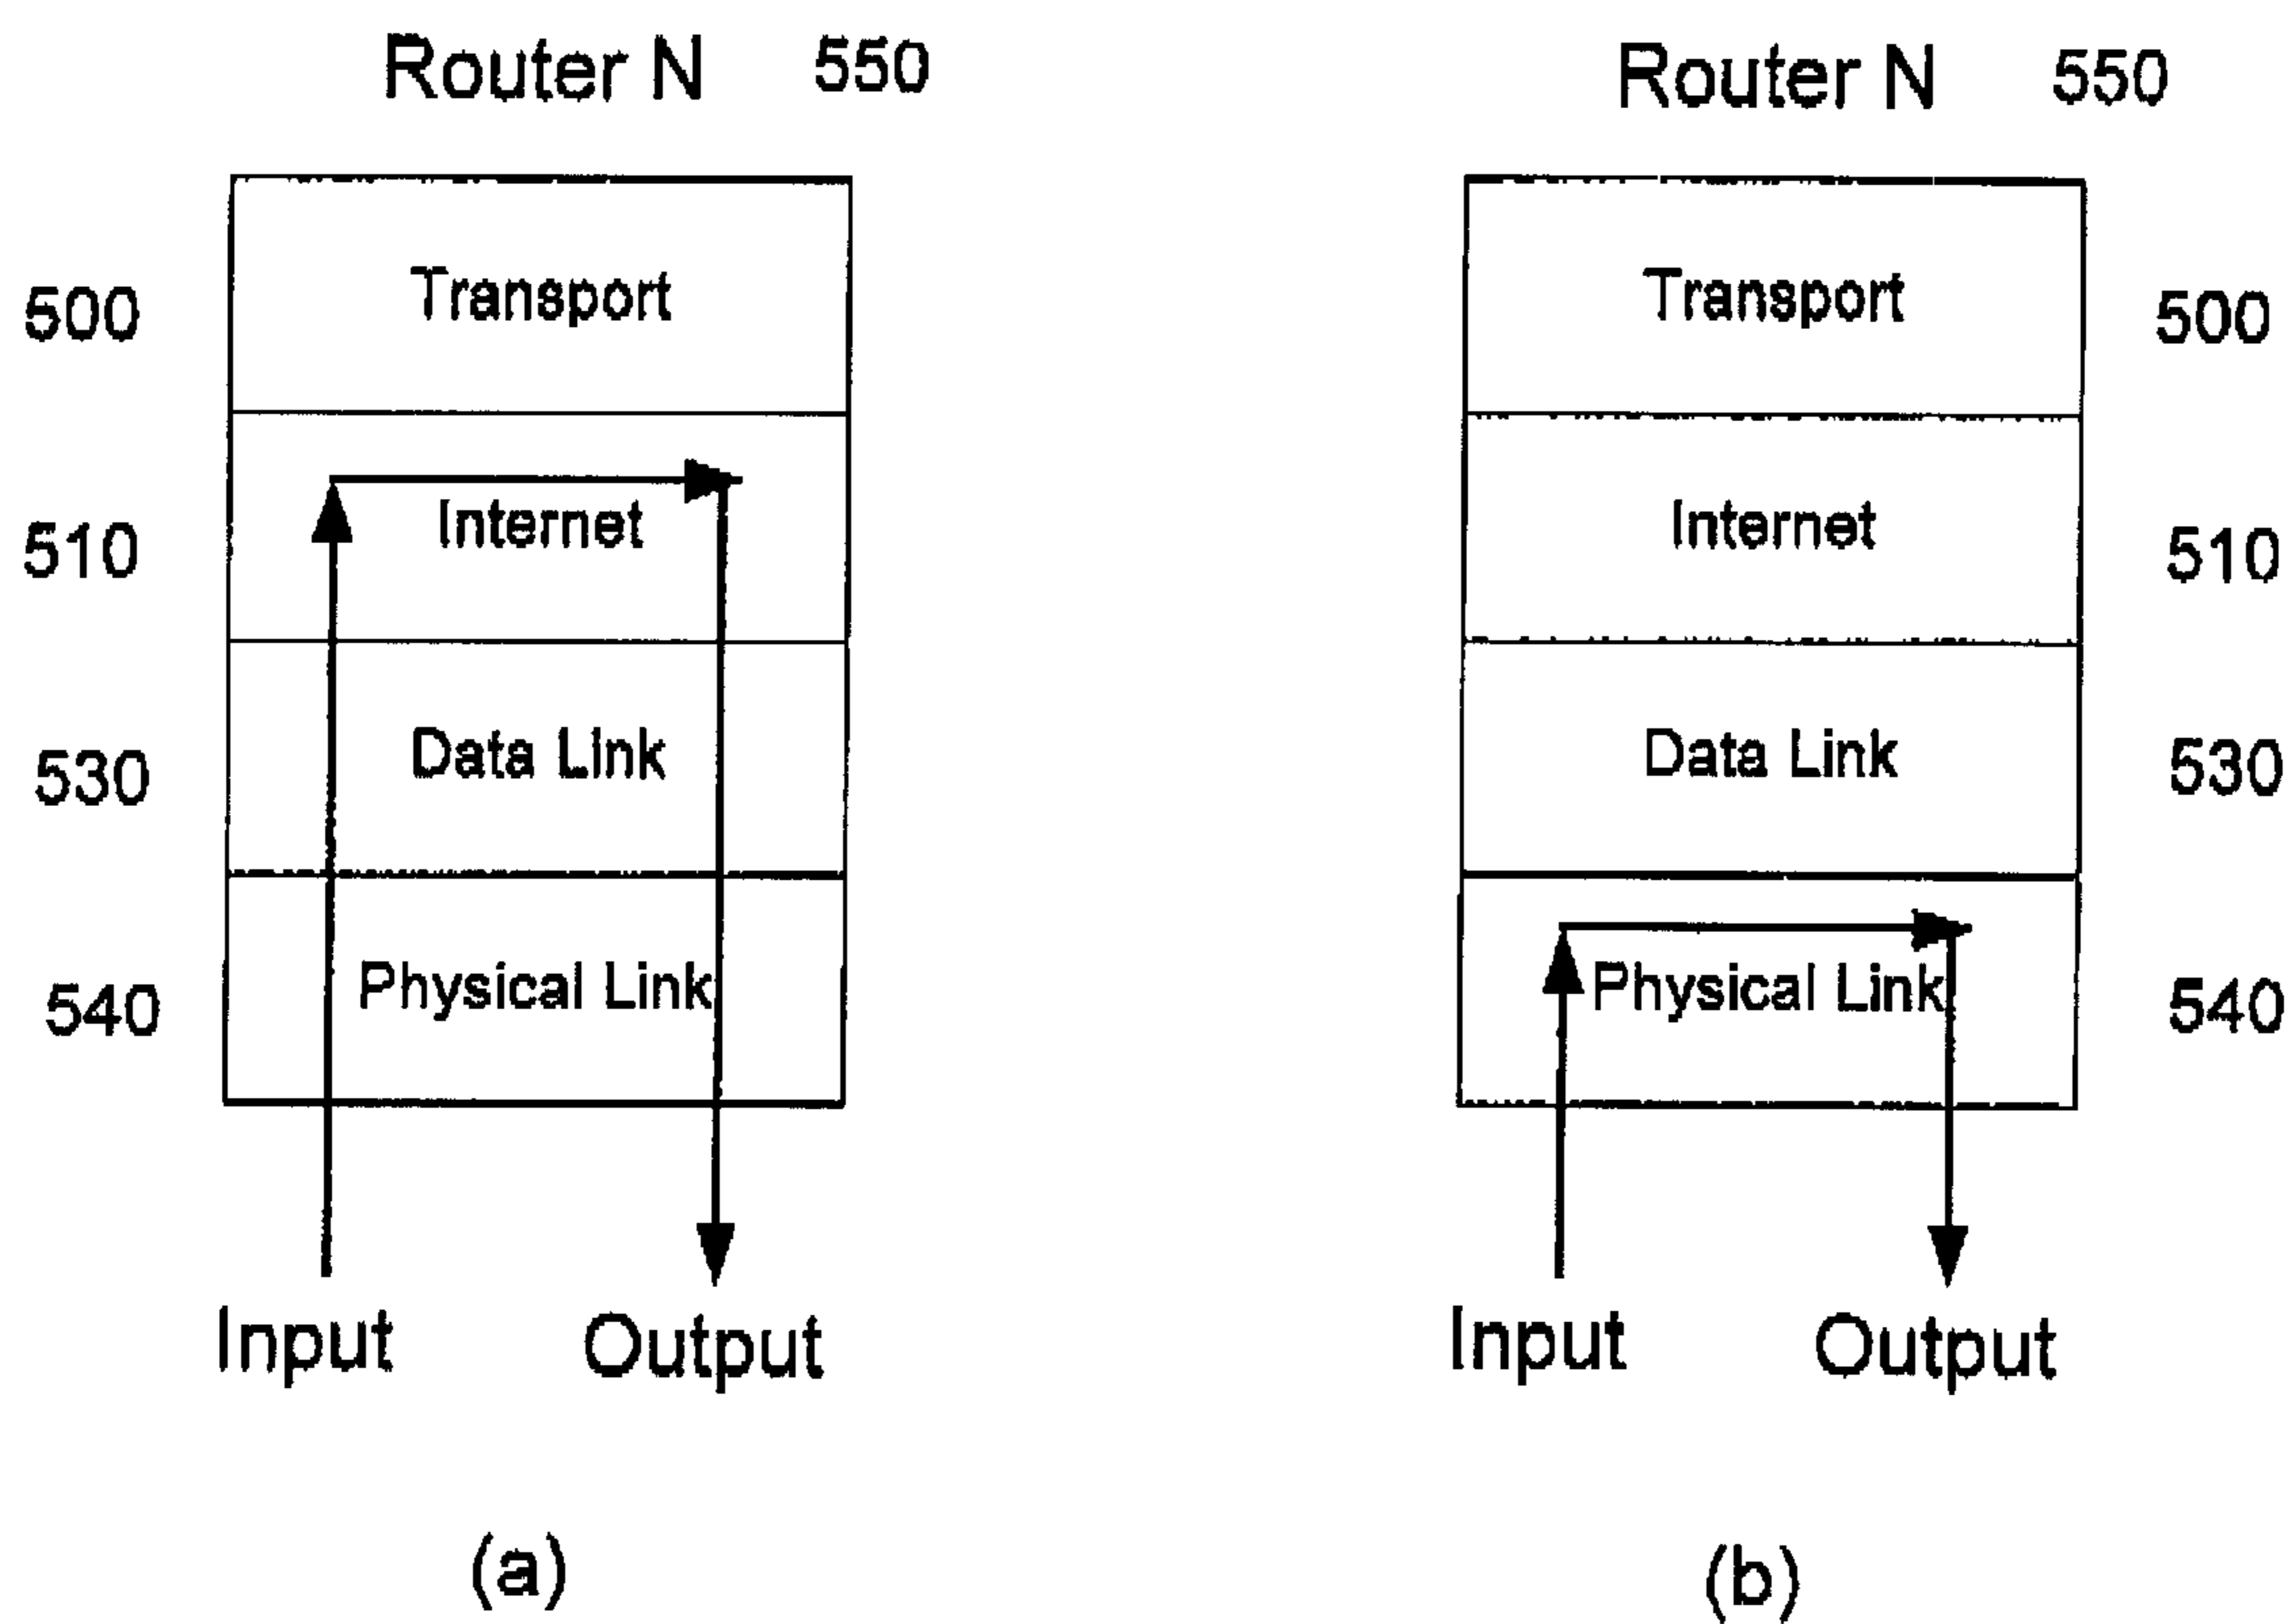 Router N 550
500 Transport
510 Internet
530 Data Link
540 Physical Link
Input Output
(a)
Router N 550
Transport 500
Internet 510
Data Link 530
Physical Link 540
Input Output
(b)